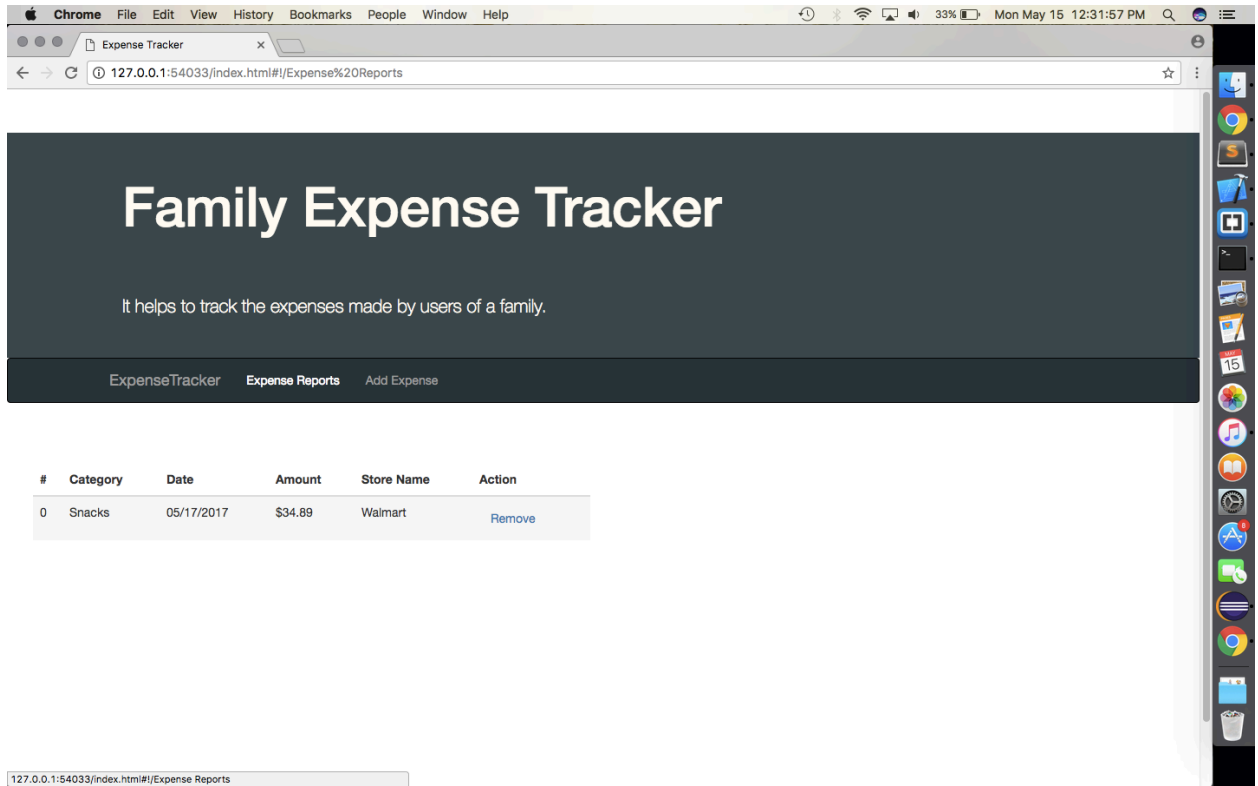 Chrome File Edit View History Bookmarks People Window Help 33% Mon May 15 12:31:57 PM
Expense Tracker
127.0.0.1:54033/index.html#!/Expense%20Reports
Family Expense Tracker
It helps to track the expenses made by users of a family.
ExpenseTracker Expense Reports Add Expense
# Category Date Amount Store Name Action
0 Snacks 05/17/2017 $34.89 Walmart Remove
127.0.0.1:54033/index.html#!/Expense Reports
MAY
15
8